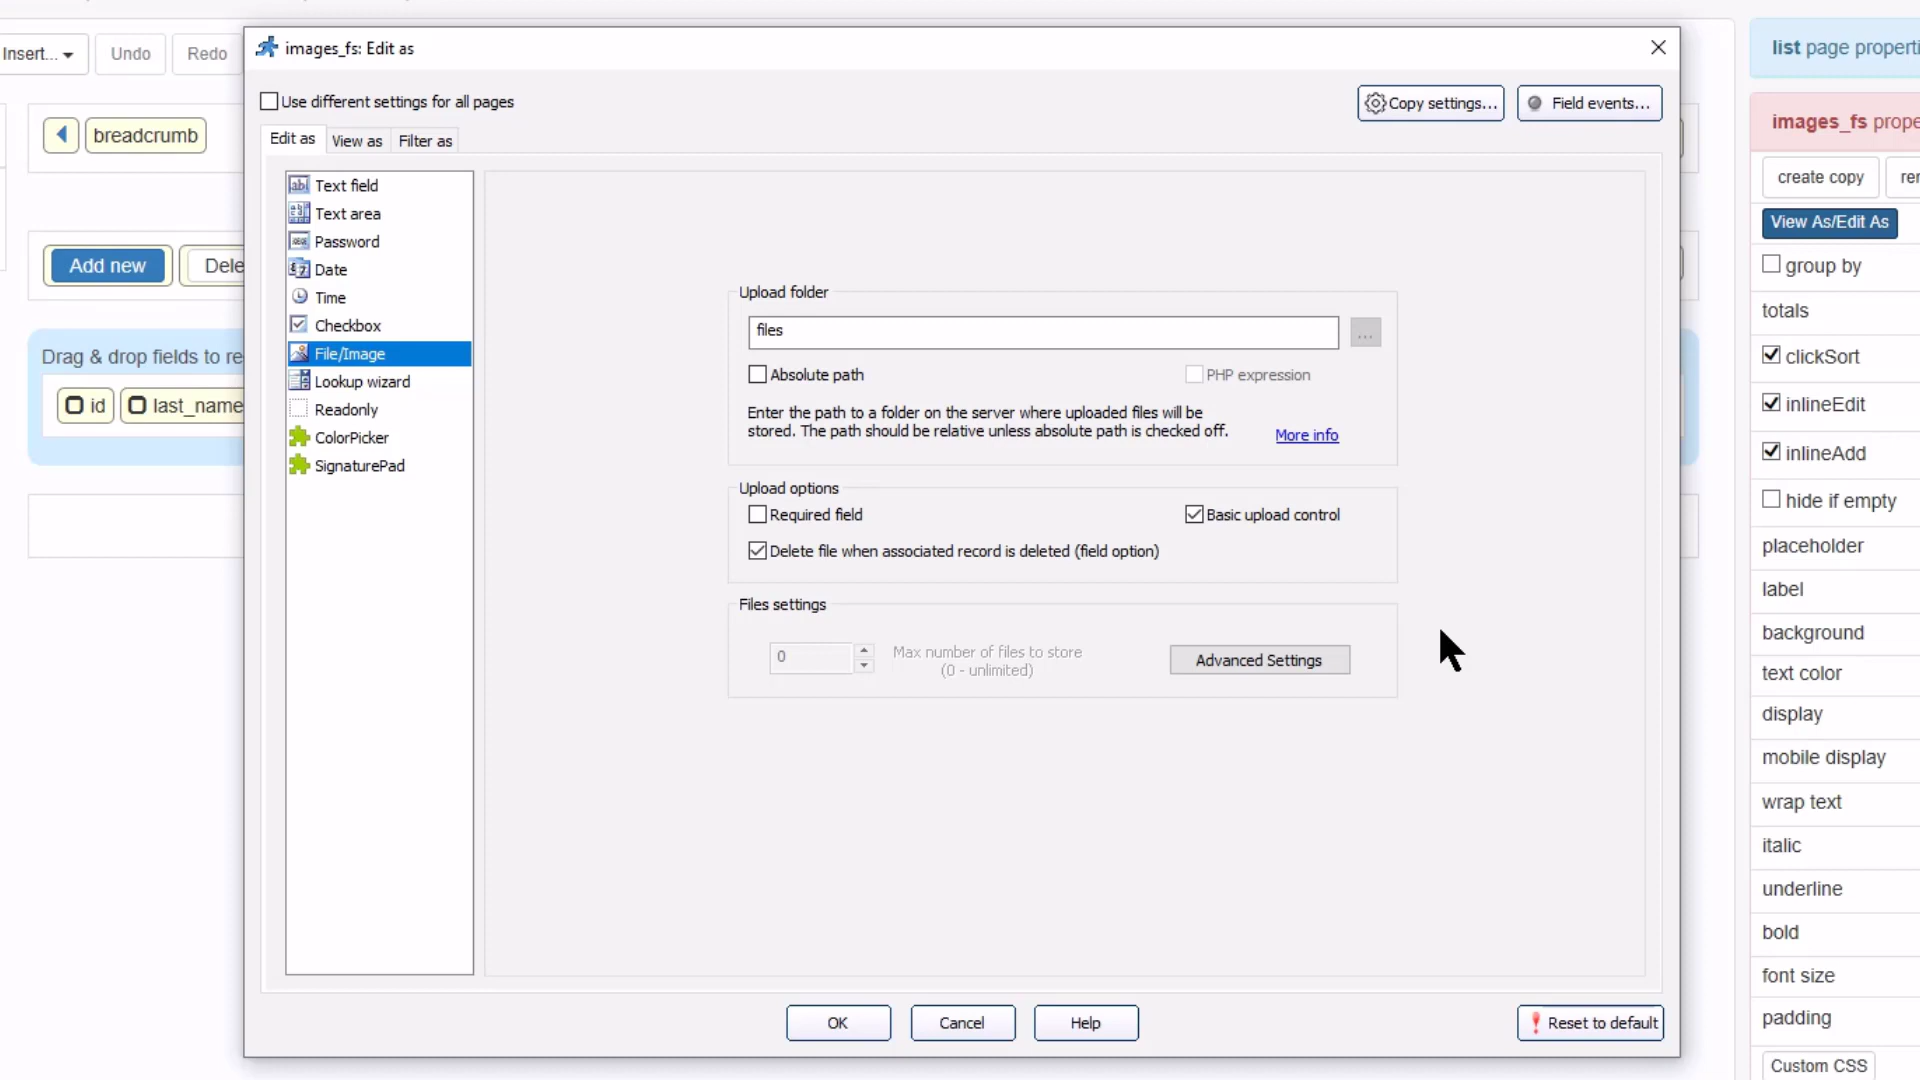 Insert...
Undo
Redo
breadcrumb
Add new
Dele
Drag & drop fields to re
id
last_name
images_fs: Edit as
Use different settings for all pages
Copy settings...
Field events...
Edit as
View as
Filter as
Text field
Text area
Password
Date
Time
Checkbox
File/Image
Lookup wizard
Readonly
ColorPicker
SignaturePad
Upload folder
files
...
Absolute path
PHP expression
Enter the path to a folder on the server where uploaded files will be
stored. The path should be relative unless absolute path is checked off.
More info
Upload options
Required field
Basic upload control
Delete file when associated record is deleted (field option)
Files settings
0
Max number of files to store
(0 - unlimited)
Advanced Settings
OK
Cancel
Help
Reset to default
list page properti
images_fs prope
create copy
rer
View As/Edit As
group by
totals
clickSort
inlineEdit
inlineAdd
hide if empty
placeholder
label
background
text color
display
mobile display
wrap text
italic
underline
bold
font size
padding
Custom CSS